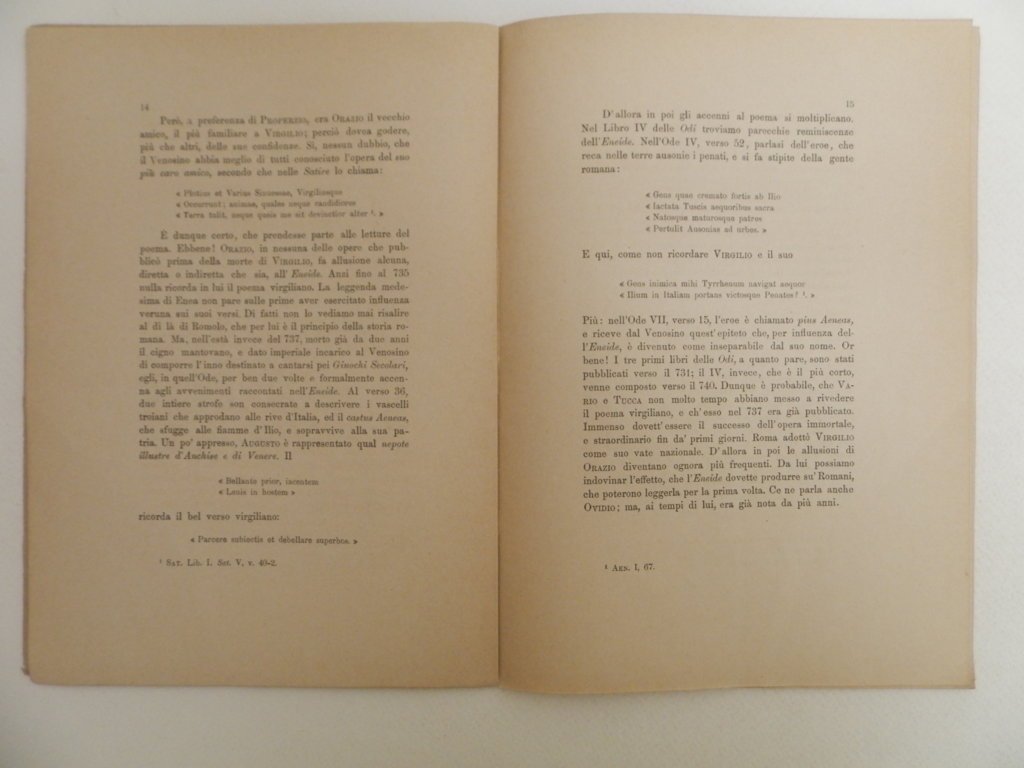 14
Però, a preferenza di PROPERZIO, era ORAZIO il vecchio
amico, il più familiare a VIRGILIO; perciò dovea godere,
più che altri, delle sue confidenze. Sì, nessun dubbio, che
il Venosino abbia meglio di tutti conosciuto l'opera del suo
più caro amico, secondo che nelle Satire lo chiama:
« Plotius et Varius Sinuessae, Virgiliusque
« Occurrunt; animae, quales neque candidiores
« Terra tulit, neque queis me sit devinctior alter ¹. »
È dunque certo, che prendesse parte alle letture del
poema. Ebbene! ORAZIO, in nessuna delle opere che pub-
blicò prima della morte di VIRGILIO, fa allusione alcuna,
diretta o indiretta che sia, all'Eneide. Anzi fino al 735
nulla ricorda in lui il poema virgiliano. La leggenda mede-
sima di Enea non pare sulle prime aver esercitato influenza
veruna sui suoi versi. Di fatti non lo vediamo mai risalire
al di là di Romolo, che per lui è il principio della storia ro-
mana. Ma, nell'està invece del 737, morto già da due anni
il cigno mantovano, e dato imperiale incarico al Venosino
di comporre l'inno destinato a cantarsi pei Giuochi Secolari,
egli, in quell'Ode, per ben due volte e formalmente accen-
na agli avvenimenti raccontati nell'Eneide. Al verso 36,
due intiere strofe son consecrate a descrivere i vascelli
troiani che approdano alle rive d'Italia, ed il castus Aeneas,
che sfugge alle fiamme d'Ilio, e sopravvive alla sua pa-
tria. Un po' appresso, AUGUSTO è rappresentato qual nepote
illustre d'Anchise e di Venere. Il
« Bellante prior, iacentem
« Lenis in hostem »
ricorda il bel verso virgiliano:
« Parcere subiectis et debellare superbos. »
¹ SAT. Lib. I. Sat. V, v. 40-2.
15
D'allora in poi gli accenni al poema si moltiplicano.
Nel Libro IV delle Odi troviamo parecchie reminiscenze
dell'Eneide. Nell'Ode IV, verso 52, parlasi dell'eroe, che
reca nelle terre ausonie i penati, e si fa stipite della gente
romana:
« Gens quae cremato fortis ab Ilio
« Iactata Tuscis aequoribus sacra
« Natosque maturosque patres
« Pertulit Ausonias ad urbes. »
E qui, come non ricordare VIRGILIO e il suo
« Gens inimica mihi Tyrrhenum navigat aequor
« Ilium in Italiam portans victosque Penates? ¹. »
Più: nell'Ode VII, verso 15, l'eroe è chiamato pius Aeneas,
e riceve dal Venosino quest'epiteto che, per influenza del-
l'Eneide, è divenuto come inseparabile dal suo nome. Or
bene! I tre primi libri delle Odi, a quanto pare, sono stati
pubblicati verso il 731; il IV, invece, che è il più corto,
venne composto verso il 740. Dunque è probabile, che VA-
RIO e TUCCA non molto tempo abbiano messo a rivedere
il poema virgiliano, e ch'esso nel 737 era già pubblicato.
Immenso dovett'essere il successo dell'opera immortale,
e straordinario fin da' primi giorni. Roma adottò VIRGILIO
come suo vate nazionale. D'allora in poi le allusioni di
ORAZIO diventano ognora più frequenti. Da lui possiamo
indovinar l'effetto, che l'Eneide dovette produrre su' Romani,
che poterono leggerla per la prima volta. Ce ne parla anche
OVIDIO; ma, ai tempi di lui, era già nota da più anni.
¹ AEN. I, 67.